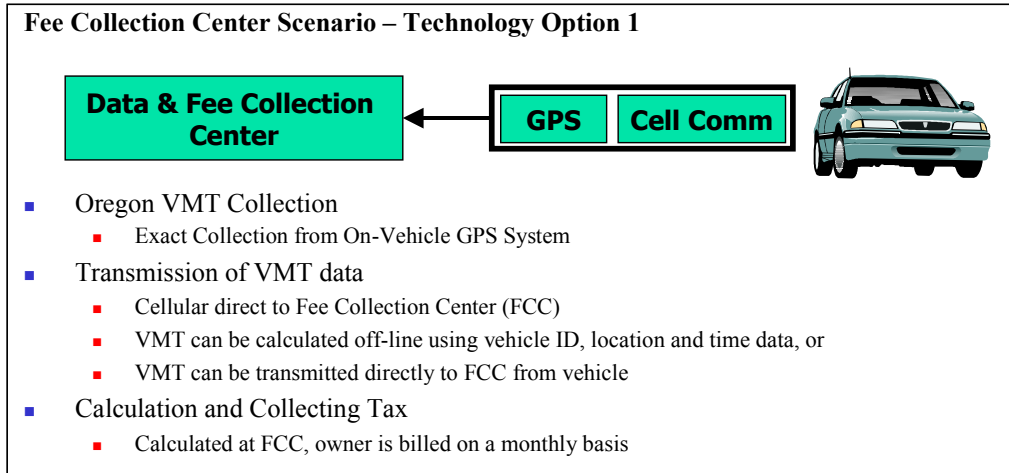 Fee Collection Center Scenario – Technology Option 1
Data & Fee Collection
Center
GPS
Cell Comm
Oregon VMT Collection
Exact Collection from On-Vehicle GPS System
Transmission of VMT data
Cellular direct to Fee Collection Center (FCC)
VMT can be calculated off-line using vehicle ID, location and time data, or
VMT can be transmitted directly to FCC from vehicle
Calculation and Collecting Tax
Calculated at FCC, owner is billed on a monthly basis